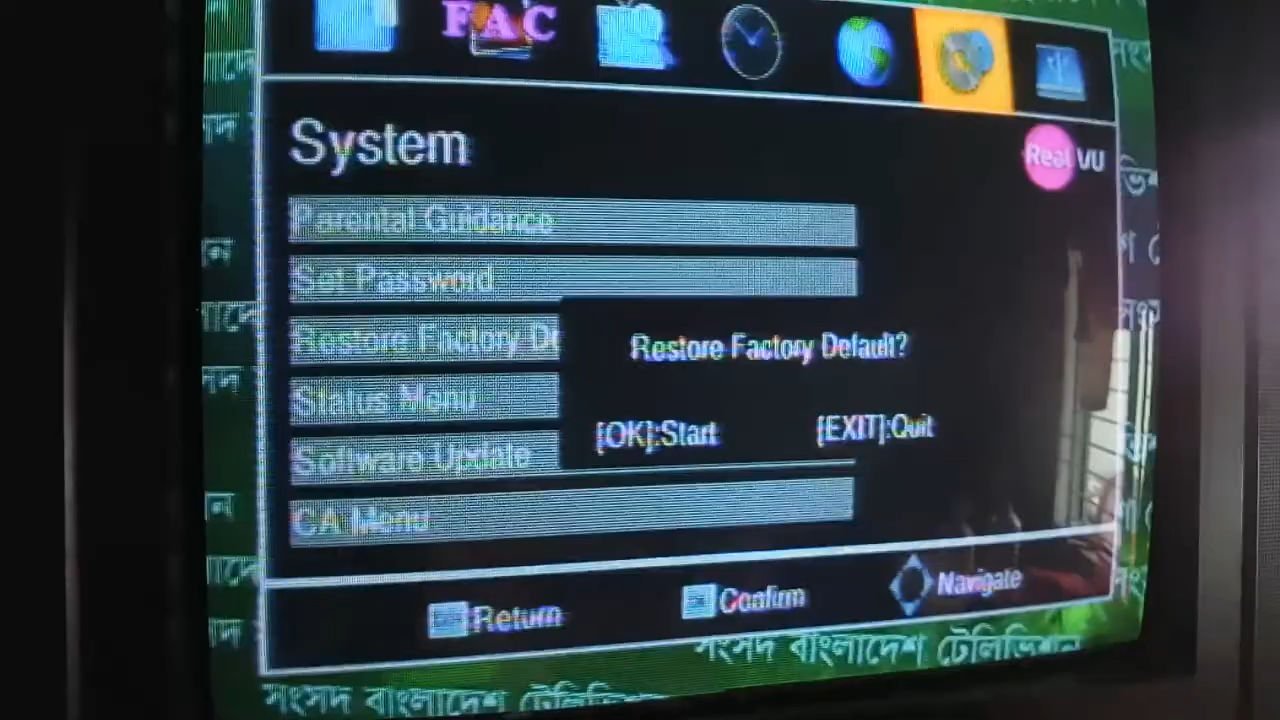 FAC
System
Real VU
Parental Guidance
Set Password
Restore Factory De
Restore Factory Default?
Status Menu
[OK]:Start
[EXIT]:Quit
Software Update
CA Menu
Return
Confirm
Navigate
সংসদ বাংলাদেশ টেলিভিশন
সংসদ বাংলাদেশ টেলিভিশন